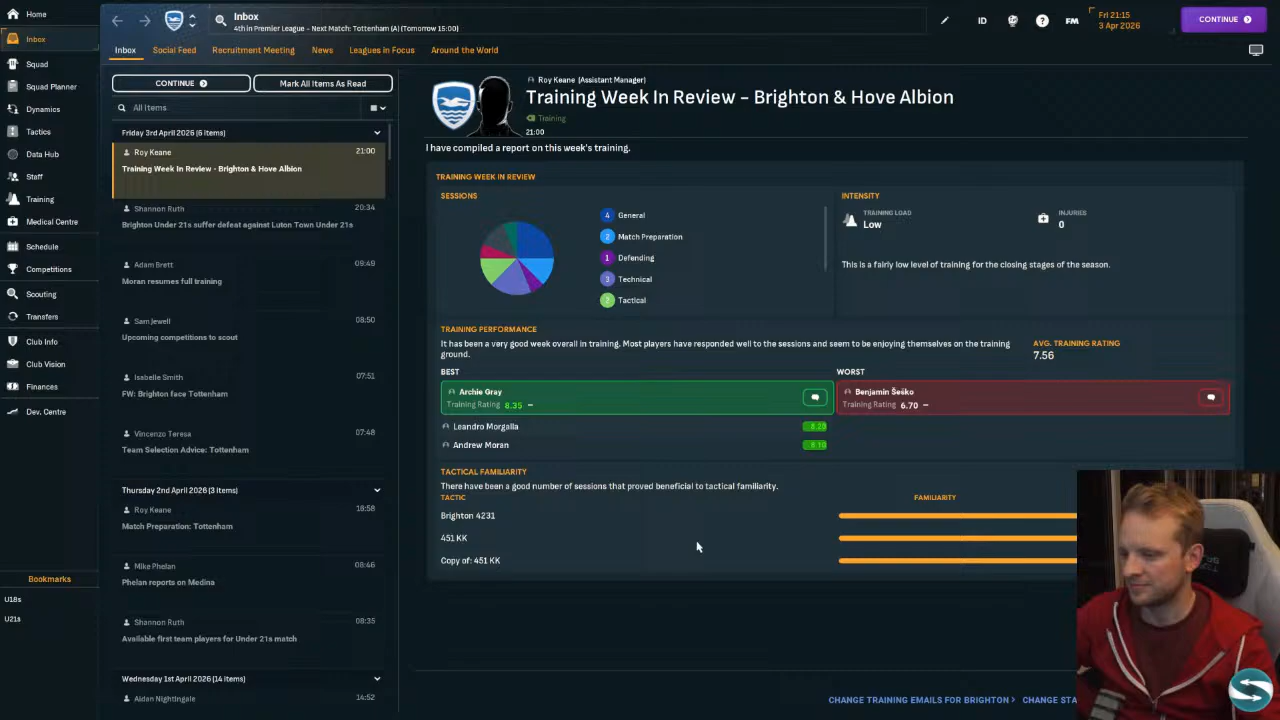 Home
Inbox
Squad
Squad Planner
Dynamics
Tactics
Data Hub
Staff
Training
Medical Centre
Schedule
Competitions
Scouting
Transfers
Club Info
Club Vision
Finances
Dev. Centre
Bookmarks
U18s
U21s
Inbox
4th in Premier League - Next Match: Tottenham (A) (Tomorrow 15:00)
ID
?
FM
Fri 21:15
3 Apr 2026
CONTINUE
Inbox Social Feed Recruitment Meeting News Leagues in Focus Around the World
CONTINUE
Mark All Items As Read
All Items
Friday 3rd April 2026 (6 items)
Roy Keane 21:00
Training Week In Review - Brighton & Hove Albion
Shannon Ruth 20:34
Brighton Under 21s suffer defeat against Luton Town Under 21s
Adam Brett 09:49
Moran resumes full training
Sam Jewell 08:50
Upcoming competitions to scout
Isabelle Smith 07:51
FW: Brighton face Tottenham
Vincenzo Teresa 07:48
Team Selection Advice: Tottenham
Thursday 2nd April 2026 (3 items)
Roy Keane 18:58
Match Preparation: Tottenham
Mike Phelan 08:46
Phelan reports on Medina
Shannon Ruth 08:35
Available first team players for Under 21s match
Wednesday 1st April 2026 (14 items)
Aidan Nightingale 14:52
Roy Keane (Assistant Manager)
Training Week In Review - Brighton & Hove Albion
Training
21:00
I have compiled a report on this week's training.
TRAINING WEEK IN REVIEW
SESSIONS
4 General
2 Match Preparation
1 Defending
3 Technical
2 Tactical
INTENSITY
TRAINING LOAD
Low
INJURIES
0
This is a fairly low level of training for the closing stages of the season.
TRAINING PERFORMANCE
It has been a very good week overall in training. Most players have responded well to the sessions and seem to be enjoying themselves on the training
ground.
AVG. TRAINING RATING
7.56
BEST
Archie Gray
Training Rating 8.35 -
Leandro Morgalla 8.20
Andrew Moran 8.10
WORST
Benjamin Šeško
Training Rating 6.70 -
TACTICAL FAMILIARITY
There have been a good number of sessions that proved beneficial to tactical familiarity.
TACTIC FAMILIARITY
Brighton 4231
451 KK
Copy of: 451 KK
CHANGE TRAINING EMAILS FOR BRIGHTON > CHANGE STA